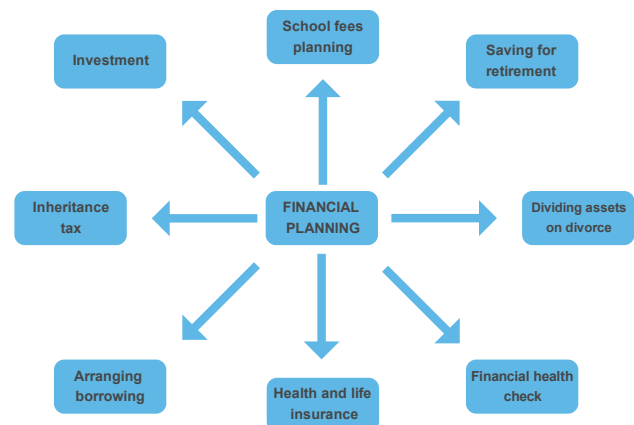 School fees
planning
Investment
Saving for
retirement
Inheritance
tax
FINANCIAL
PLANNING
Dividing assets
on divorce
Arranging
borrowing
Health and life
insurance
Financial health
check